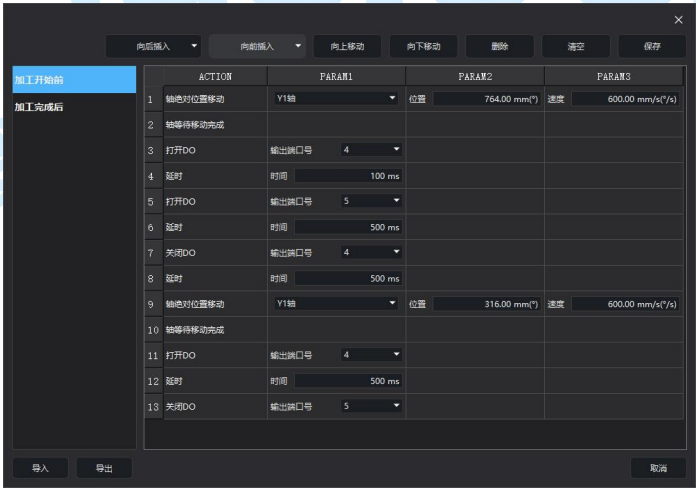 ×
向后插入 向前插入 向上移动 向下移动 删除 清空 保存
加工开始前
加工完成后
ACTION PARAM1 PARAM2 PARAM3
1 轴绝对位置移动 Y1轴 位置 764.00 mm(°) 速度 600.00 mm/s(°/s)
2 轴等待移动完成
3 打开DO 输出端口号 4
4 延时 时间 100 ms
5 打开DO 输出端口号 5
6 延时 时间 500 ms
7 关闭DO 输出端口号 4
8 延时 时间 500 ms
9 轴绝对位置移动 Y1轴 位置 316.00 mm(°) 速度 600.00 mm/s(°/s)
10 轴等待移动完成
11 打开DO 输出端口号 4
12 延时 时间 500 ms
13 关闭DO 输出端口号 5
导入 导出 取消